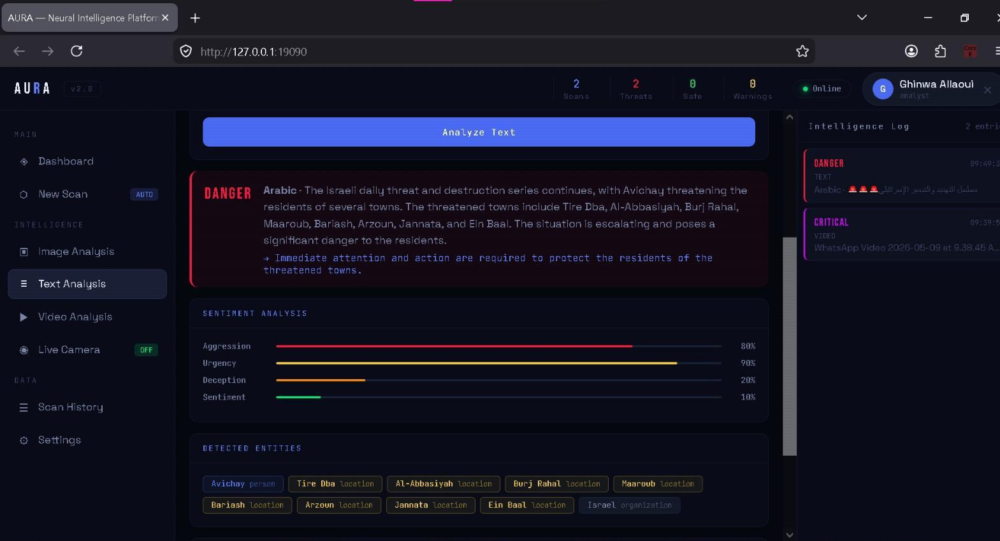 AURA — Neural Intelligence Platform
http://127.0.0.1:19090
Cors
E
AURA
v2.0
2
Scans
2
Threats
0
Safe
0
Warnings
Online
G
Ghinwa Allaoui
analyst
MAIN
Dashboard
New Scan
AUTO
INTELLIGENCE
Image Analysis
Text Analysis
Video Analysis
Live Camera
OFF
DATA
Scan History
Settings
Analyze Text
DANGER
Arabic · The Israeli daily threat and destruction series continues, with Avichay threatening the
residents of several towns. The threatened towns include Tire Dba, Al-Abbasiyah, Burj Rahal,
Maaroub, Bariash, Arzoun, Jannata, and Ein Baal. The situation is escalating and poses a
significant danger to the residents.
→ Immediate attention and action are required to protect the residents of the
threatened towns.
SENTIMENT ANALYSIS
Aggression 80%
Urgency 90%
Deception 20%
Sentiment 10%
DETECTED ENTITIES
Avichay person
Tire Dba location
Al-Abbasiyah location
Burj Rahal location
Maaroub location
Bariash location
Arzoun location
Jannata location
Ein Baal location
Israel organization
Intelligence Log
2 entri
DANGER
09:49:3
TEXT
Arabic · 🚨🚨🚨مسلسل التهديد والتدمير الإسرائيلي
CRITICAL
09:39:5
VIDEO
WhatsApp Video 2026-05-09 at 9.38.45 A...